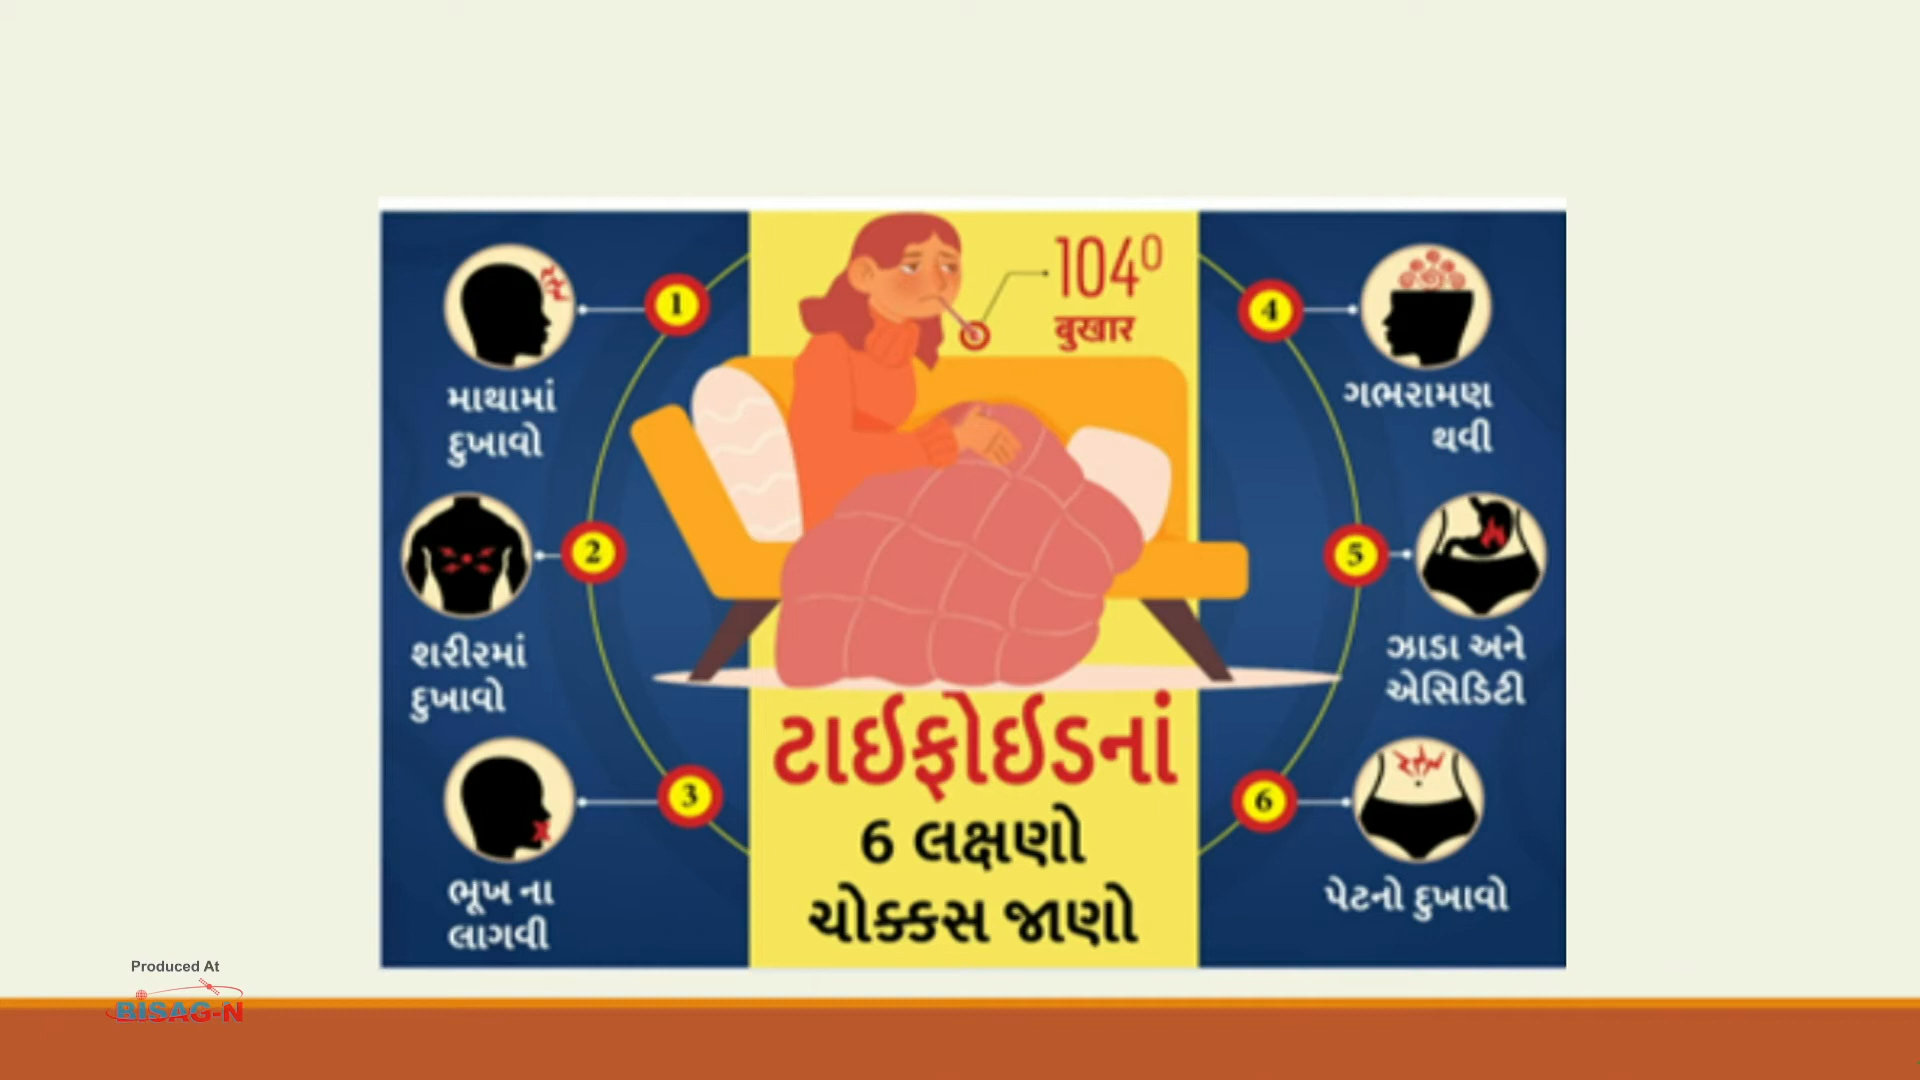 104⁰
बुखार
1
માથામાં
દુખાવો
2
શરીરમાં
દુખાવો
3
ભૂખ ના
લાગવી
4
ગભરામણ
થવી
5
ઝાડા અને
એસિડિટી
6
પેટનો દુખાવો
ટાઈફોઈડનાં
6 લક્ષણો
ચોક્કસ જાણો
Produced At
BISAG-N